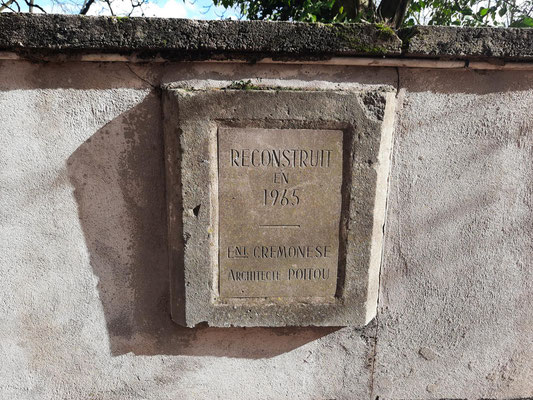 RECONSTRUIT
EN
1965
ENt. CREMONESE
ARCHITECTE POITOU